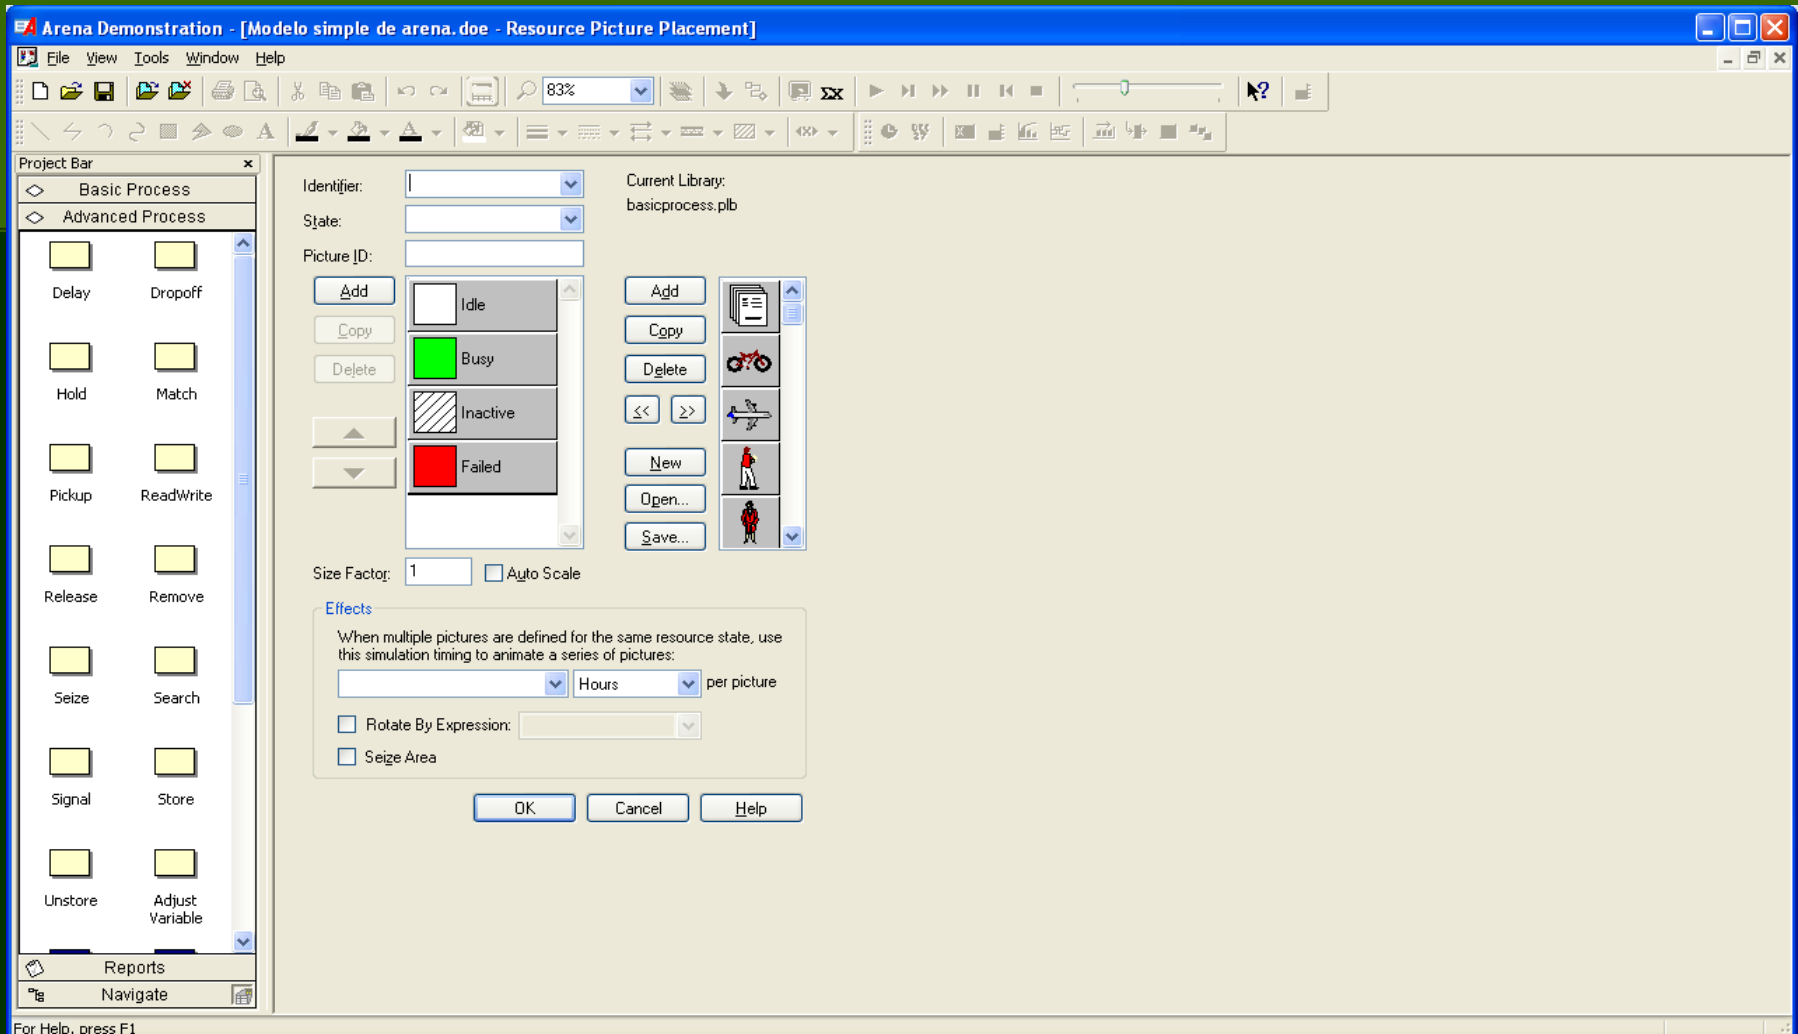 Arena Demonstration - [Modelo simple de arena.doe - Resource Picture Placement]
File View Tools Window Help
83%
Project Bar
Basic Process
Advanced Process
Delay Dropoff
Hold Match
Pickup ReadWrite
Release Remove
Seize Search
Signal Store
Unstore Adjust Variable
Reports
Navigate
Identifier:
State:
Picture ID:
Current Library:
basicprocess.plb
Add
Copy
Delete
Idle
Busy
Inactive
Failed
Add
Copy
Delete
<< >>
New
Open...
Save...
Size Factor: 1 Auto Scale
Effects
When multiple pictures are defined for the same resource state, use
this simulation timing to animate a series of pictures:
Hours per picture
Rotate By Expression:
Seize Area
OK Cancel Help
For Help, press F1